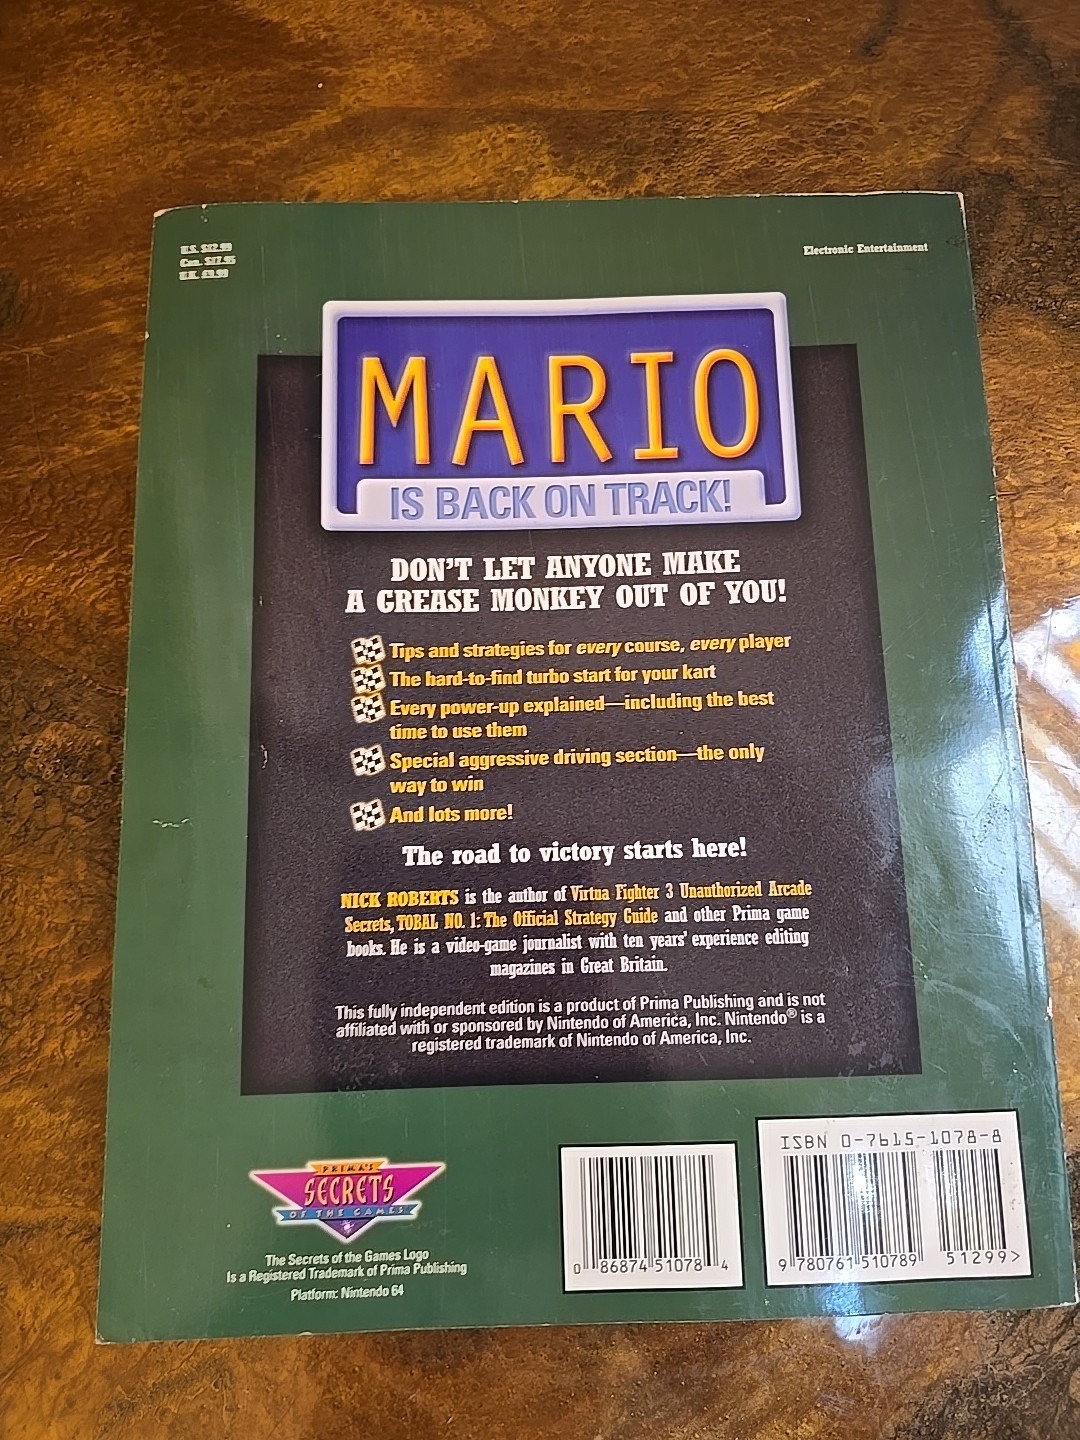 U.S. $12.99
Can. $17.95
U.K. £9.99
Electronic Entertainment
MARIO
IS BACK ON TRACK!
DON'T LET ANYONE MAKE
A GREASE MONKEY OUT OF YOU!
Tips and strategies for every course, every player
The hard-to-find turbo start for your kart
Every power-up explained—including the best
time to use them
Special aggressive driving section—the only
way to win
And lots more!
The road to victory starts here!
NICK ROBERTS is the author of Virtua Fighter 3 Unauthorized Arcade
Secrets, TOBAL NO. 1: The Official Strategy Guide and other Prima game
books. He is a video-game journalist with ten years' experience editing
magazines in Great Britain.
This fully independent edition is a product of Prima Publishing and is not
affiliated with or sponsored by Nintendo of America, Inc. Nintendo® is a
registered trademark of Nintendo of America, Inc.
PRIMA'S
SECRETS
OF THE GAMES
The Secrets of the Games Logo
Is a Registered Trademark of Prima Publishing
Platform: Nintendo 64
0 86874 51078 4
ISBN 0-7615-1078-8
9 780761 510789
51299>